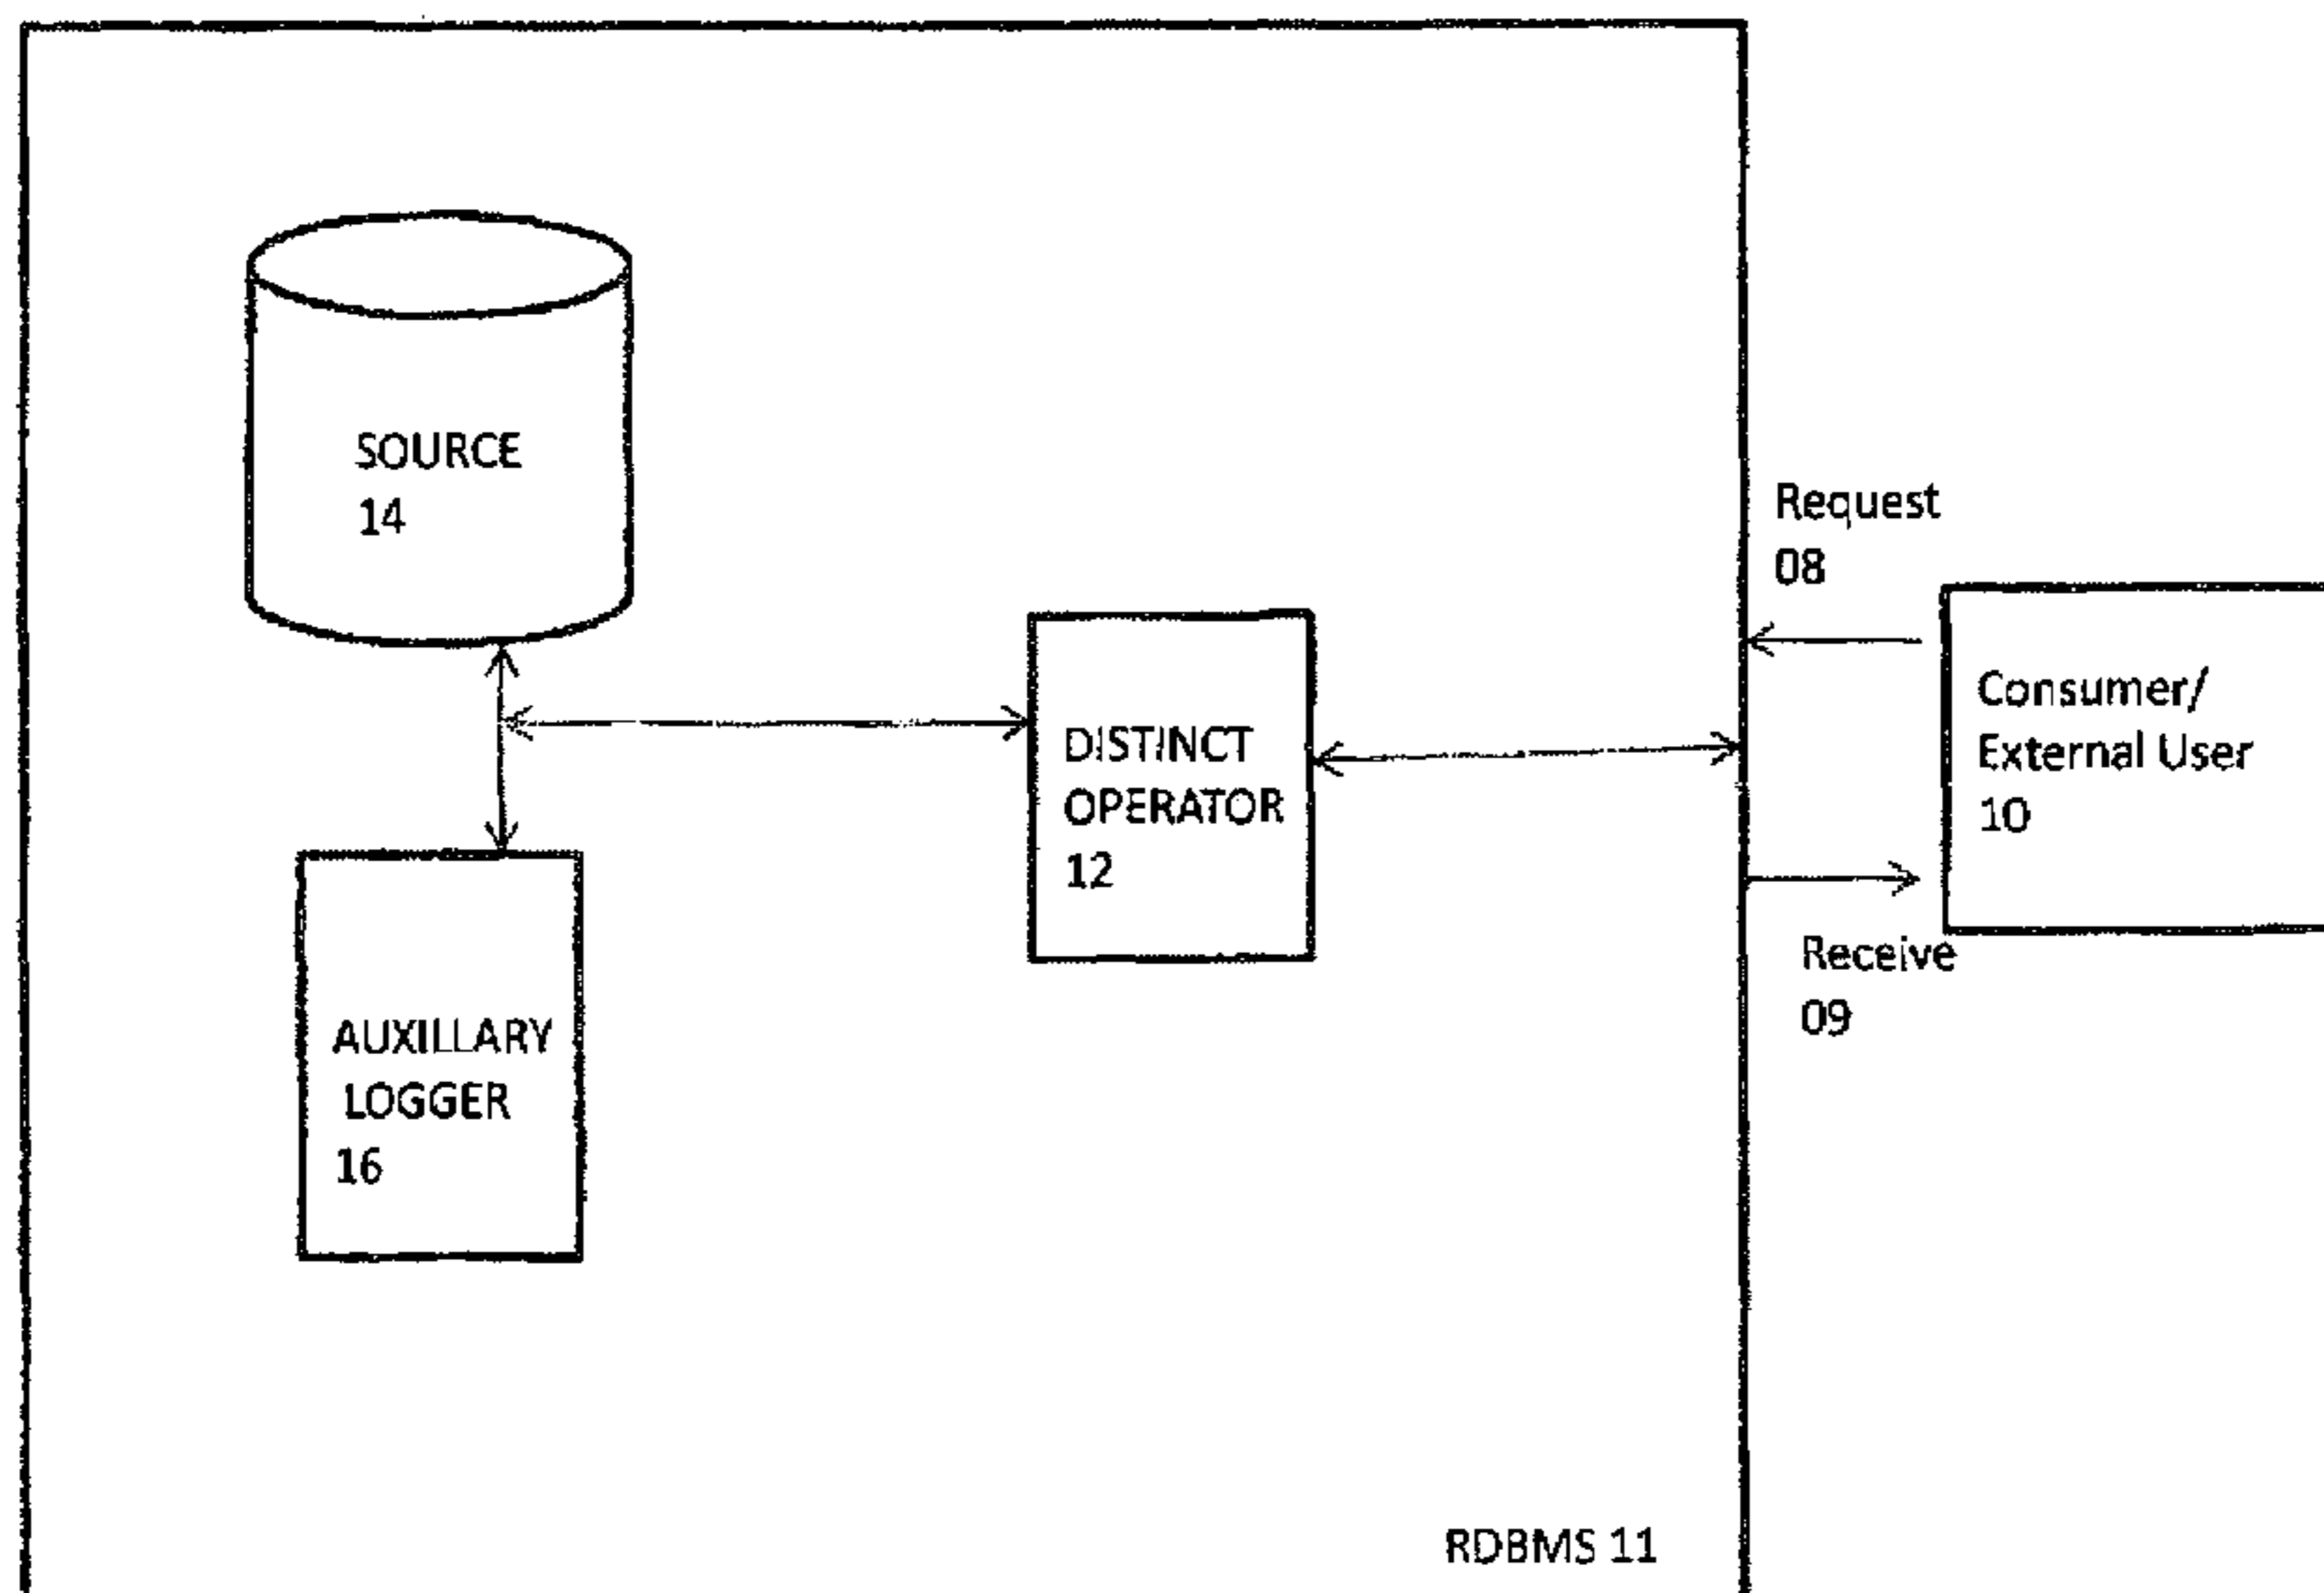 SOURCE
14
Request
08
Consumer/
External User
10
DISTINCT
OPERATOR
12
Receive
09
AUXILLARY
LOGGER
16
RDBMS 11